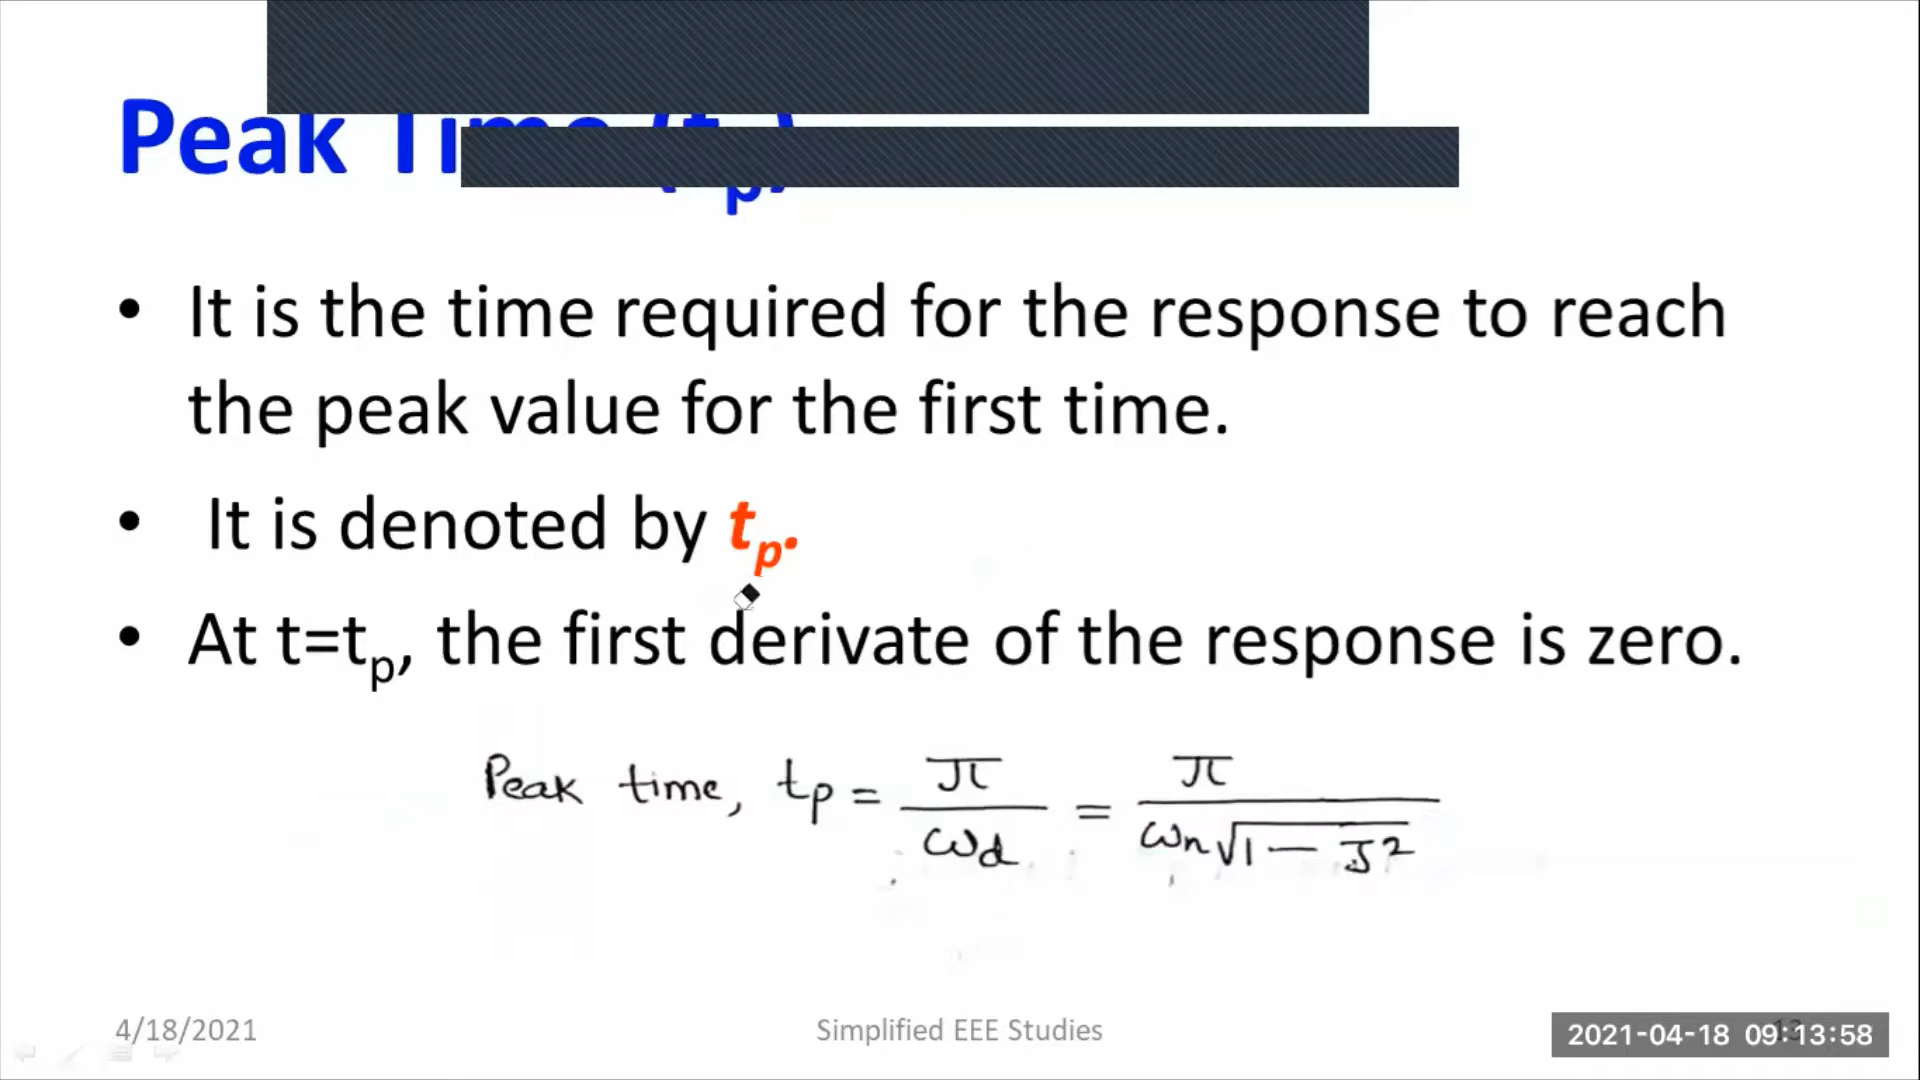 Peak Time (tp)
• It is the time required for the response to reach
the peak value for the first time.
• It is denoted by tp.
• At t=tp, the first derivate of the response is zero.
Peak time, tp = π/ωd = π/ωn√1 – ζ²
4/18/2021
Simplified EEE Studies
2021-04-18 09:13:58